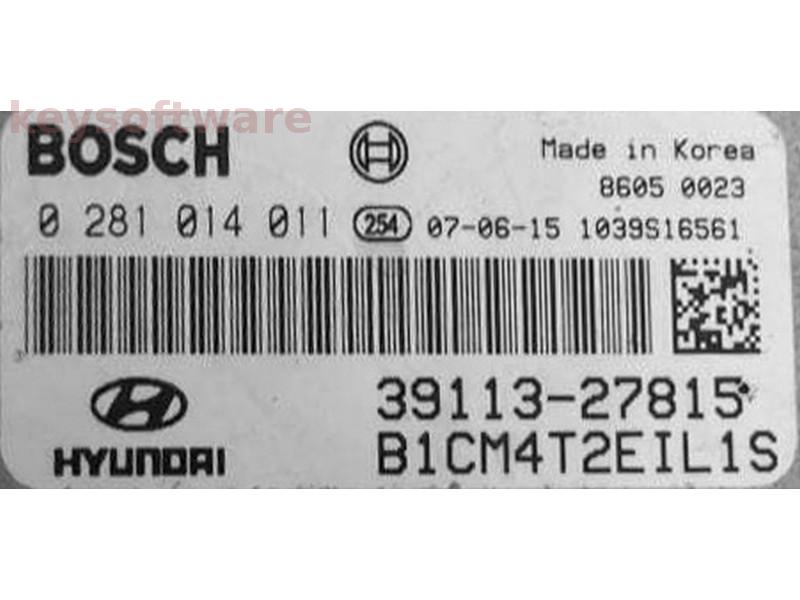 keysoftware
BOSCH
Made in Korea
8605 0023
0 281 014 011 254 07-06-15 1039S16561
HYUNDAI
39113-27815
B1CM4T2EIL1S